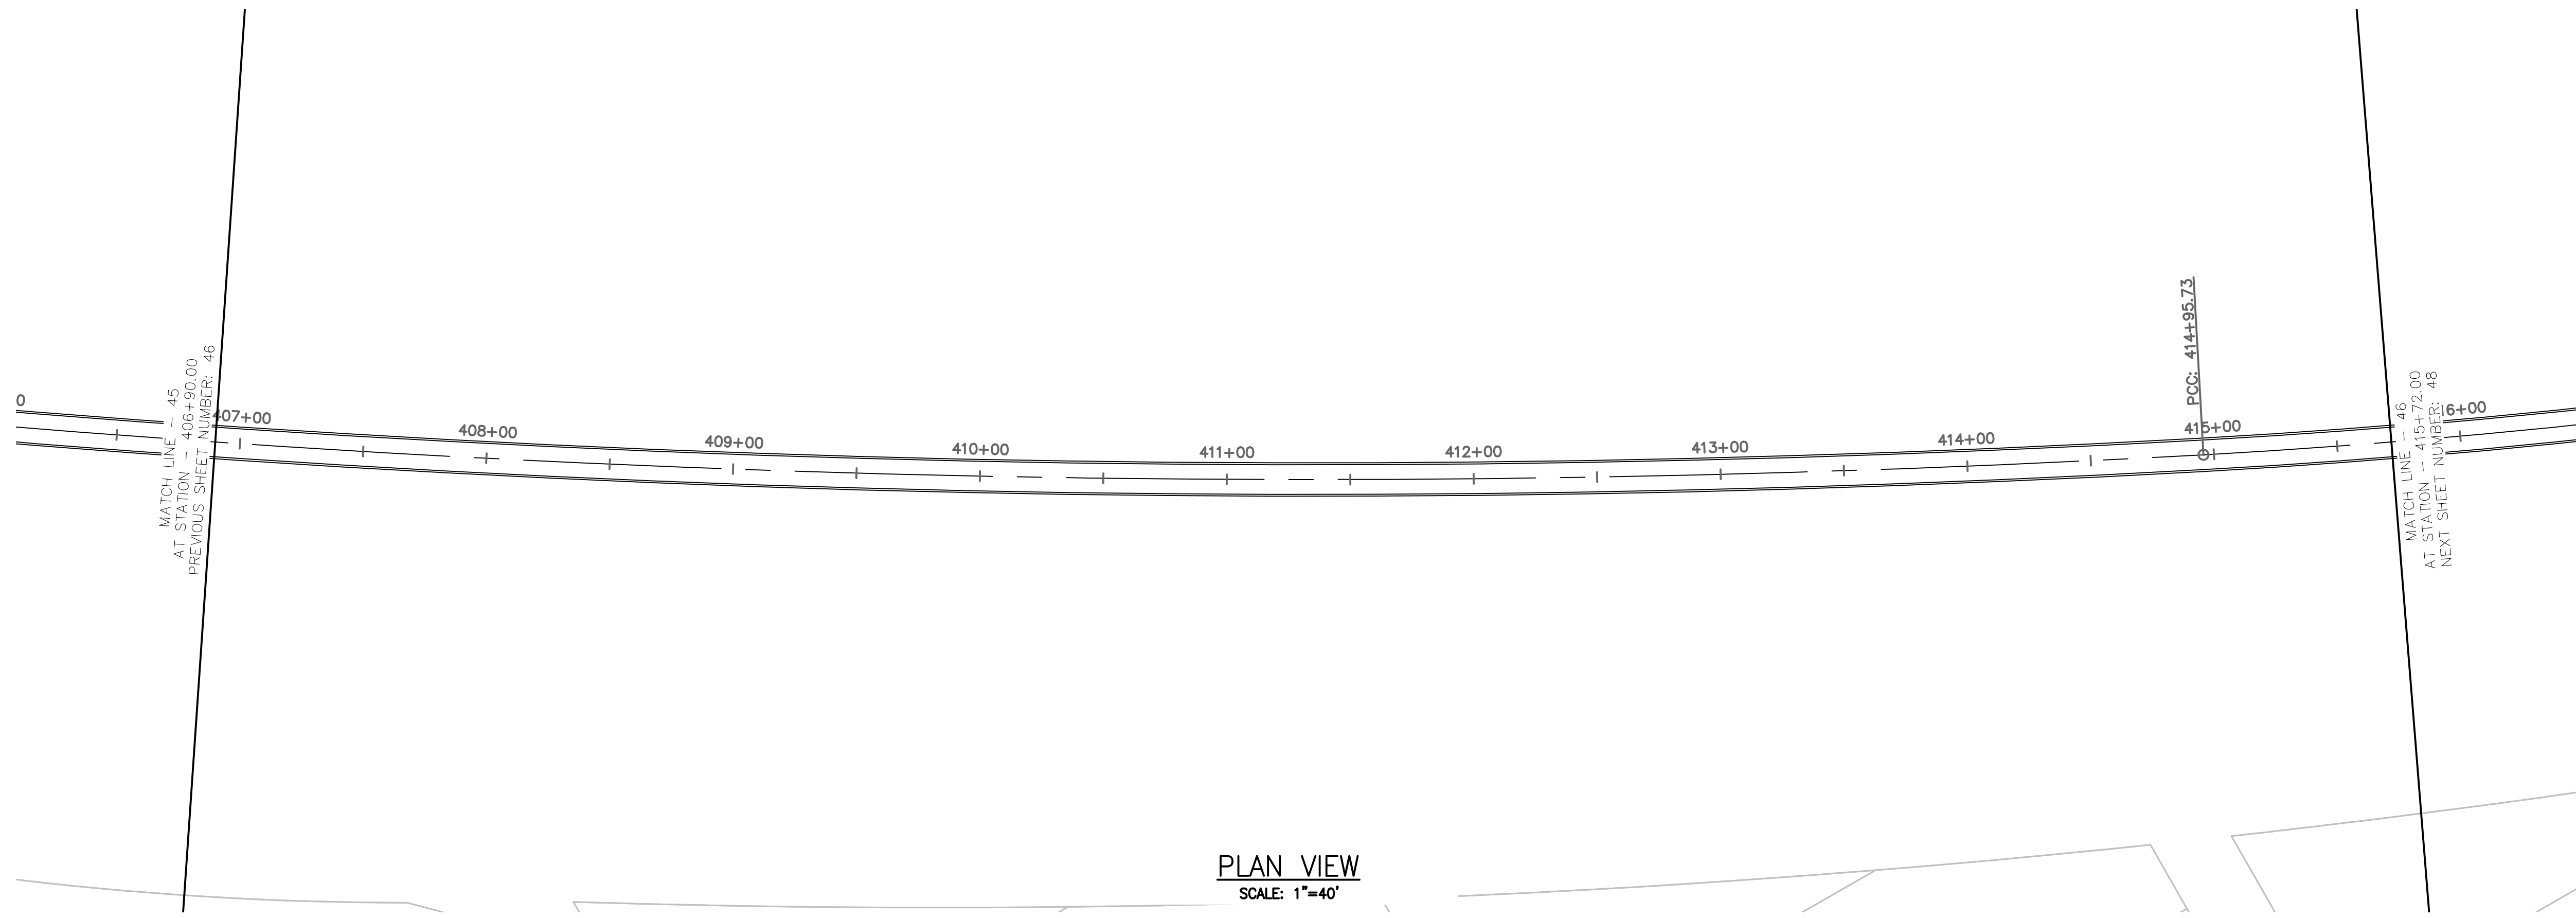 MATCH LINE - 45
AT STATION - 406+90.00
PREVIOUS SHEET NUMBER: 46
0
407+00
408+00
409+00
410+00
411+00
412+00
413+00
414+00
PCC: 414+95.73
415+00
MATCH LINE - 46
AT STATION - 415+72.00
NEXT SHEET NUMBER: 48
16+00
PLAN VIEW
SCALE: 1"=40'